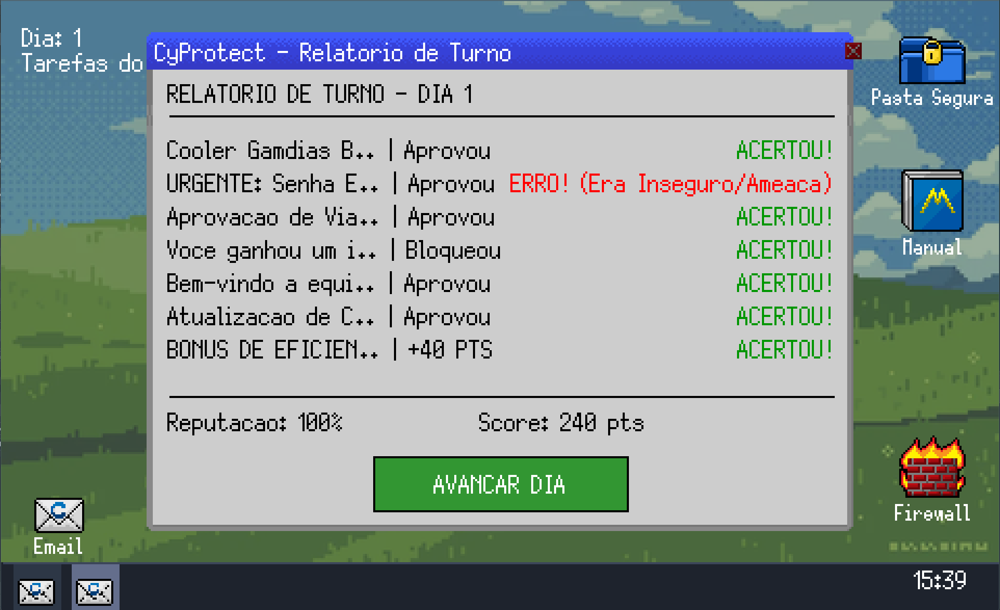 Dia: 1
Tarefas do
CyProtect - Relatorio de Turno
RELATORIO DE TURNO - DIA 1
Cooler Gamdias B.. | Aprovou ACERTOU!
URGENTE: Senha E.. | Aprovou ERRO! (Era Inseguro/Ameaca)
Aprovacao de Via.. | Aprovou ACERTOU!
Voce ganhou um i.. | Bloqueou ACERTOU!
Bem-vindo a equi.. | Aprovou ACERTOU!
Atualizacao de C.. | Aprovou ACERTOU!
BONUS DE EFICIEN.. | +40 PTS ACERTOU!
Reputacao: 100% Score: 240 pts
AVANCAR DIA
Pasta Segura
Manual
Firewall
Email
15:39